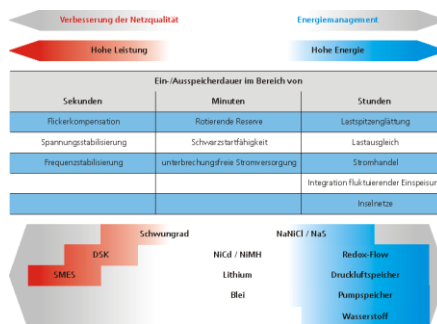 Verbesserung der Netzqualität Energiemanagement
Hohe Leistung Hohe Energie
Ein-/Ausspeicherdauer im Bereich von
Sekunden Minuten Stunden
Flickerkompensation Rotierende Reserve Lastspitzenglättung
Spannungsstabilisierung Schwarzstartfähigkeit Lastausgleich
Frequenzstabilisierung unterbrechungsfreie Stromversorgung Stromhandel
Integration fluktuierender Einspeisun
Inselnetze
Schwungrad NaNiCl / NaS
DSK NiCd / NiMH Redox-Flow
SMES Lithium Druckluftspeicher
Blei Pumpspeicher
Wasserstoff